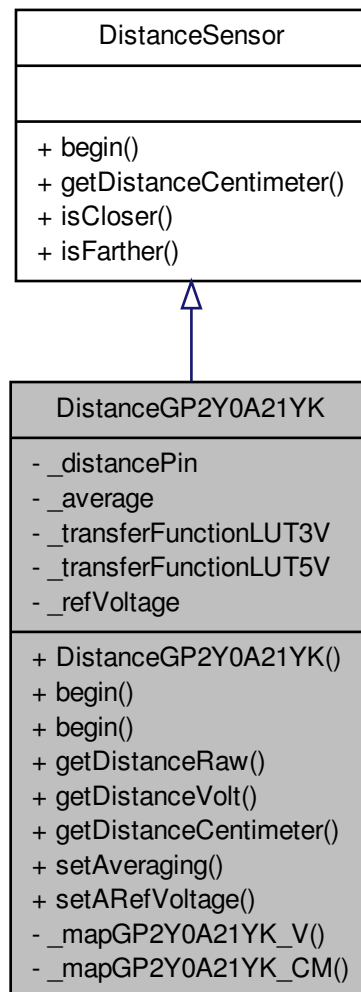 DistanceSensor
+ begin()
+ getDistanceCentimeter()
+ isCloser()
+ isFarther()
DistanceGP2Y0A21YK
- _distancePin
- _average
- _transferFunctionLUT3V
- _transferFunctionLUT5V
- _refVoltage
+ DistanceGP2Y0A21YK()
+ begin()
+ begin()
+ getDistanceRaw()
+ getDistanceVolt()
+ getDistanceCentimeter()
+ setAveraging()
+ setARefVoltage()
- _mapGP2Y0A21YK_V()
- _mapGP2Y0A21YK_CM()